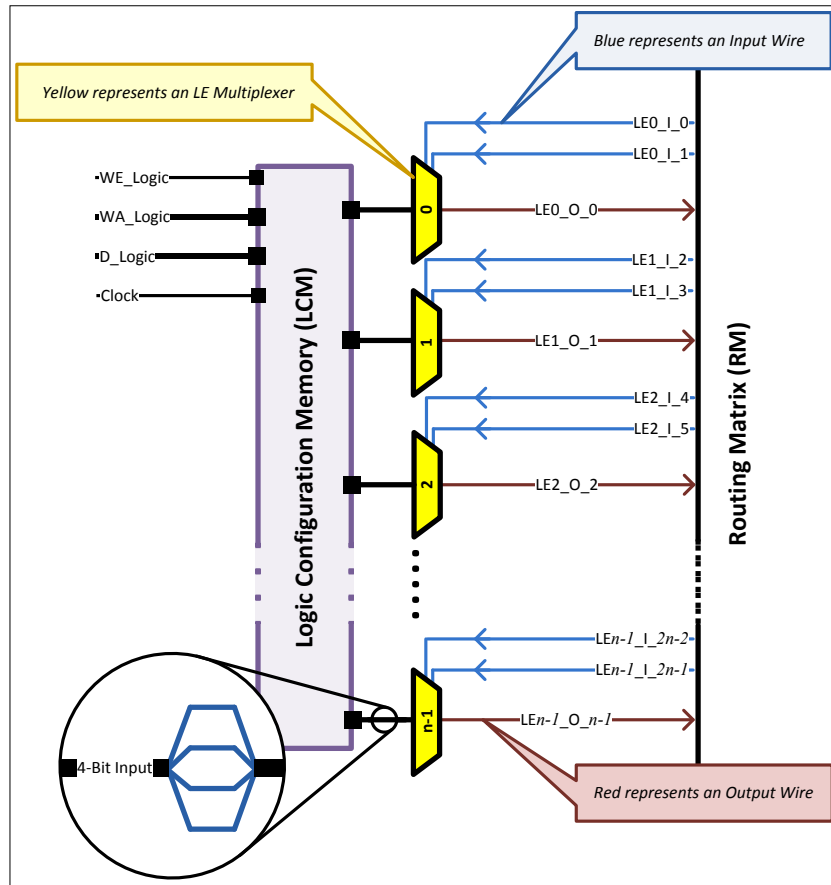 Blue represents an Input Wire
Yellow represents an LE Multiplexer
LE0_I_0
LE0_I_1
WE_Logic
WA_Logic
D_Logic
Clock
0
LE0_O_0
LE1_I_2
LE1_I_3
1
LE1_O_1
LE2_I_4
LE2_I_5
2
LE2_O_2
Logic Configuration Memory (LCM)
Routing Matrix (RM)
LEn-1_I_2n-2
LEn-1_I_2n-1
n-1
LEn-1_O_n-1
4-Bit Input
Red represents an Output Wire